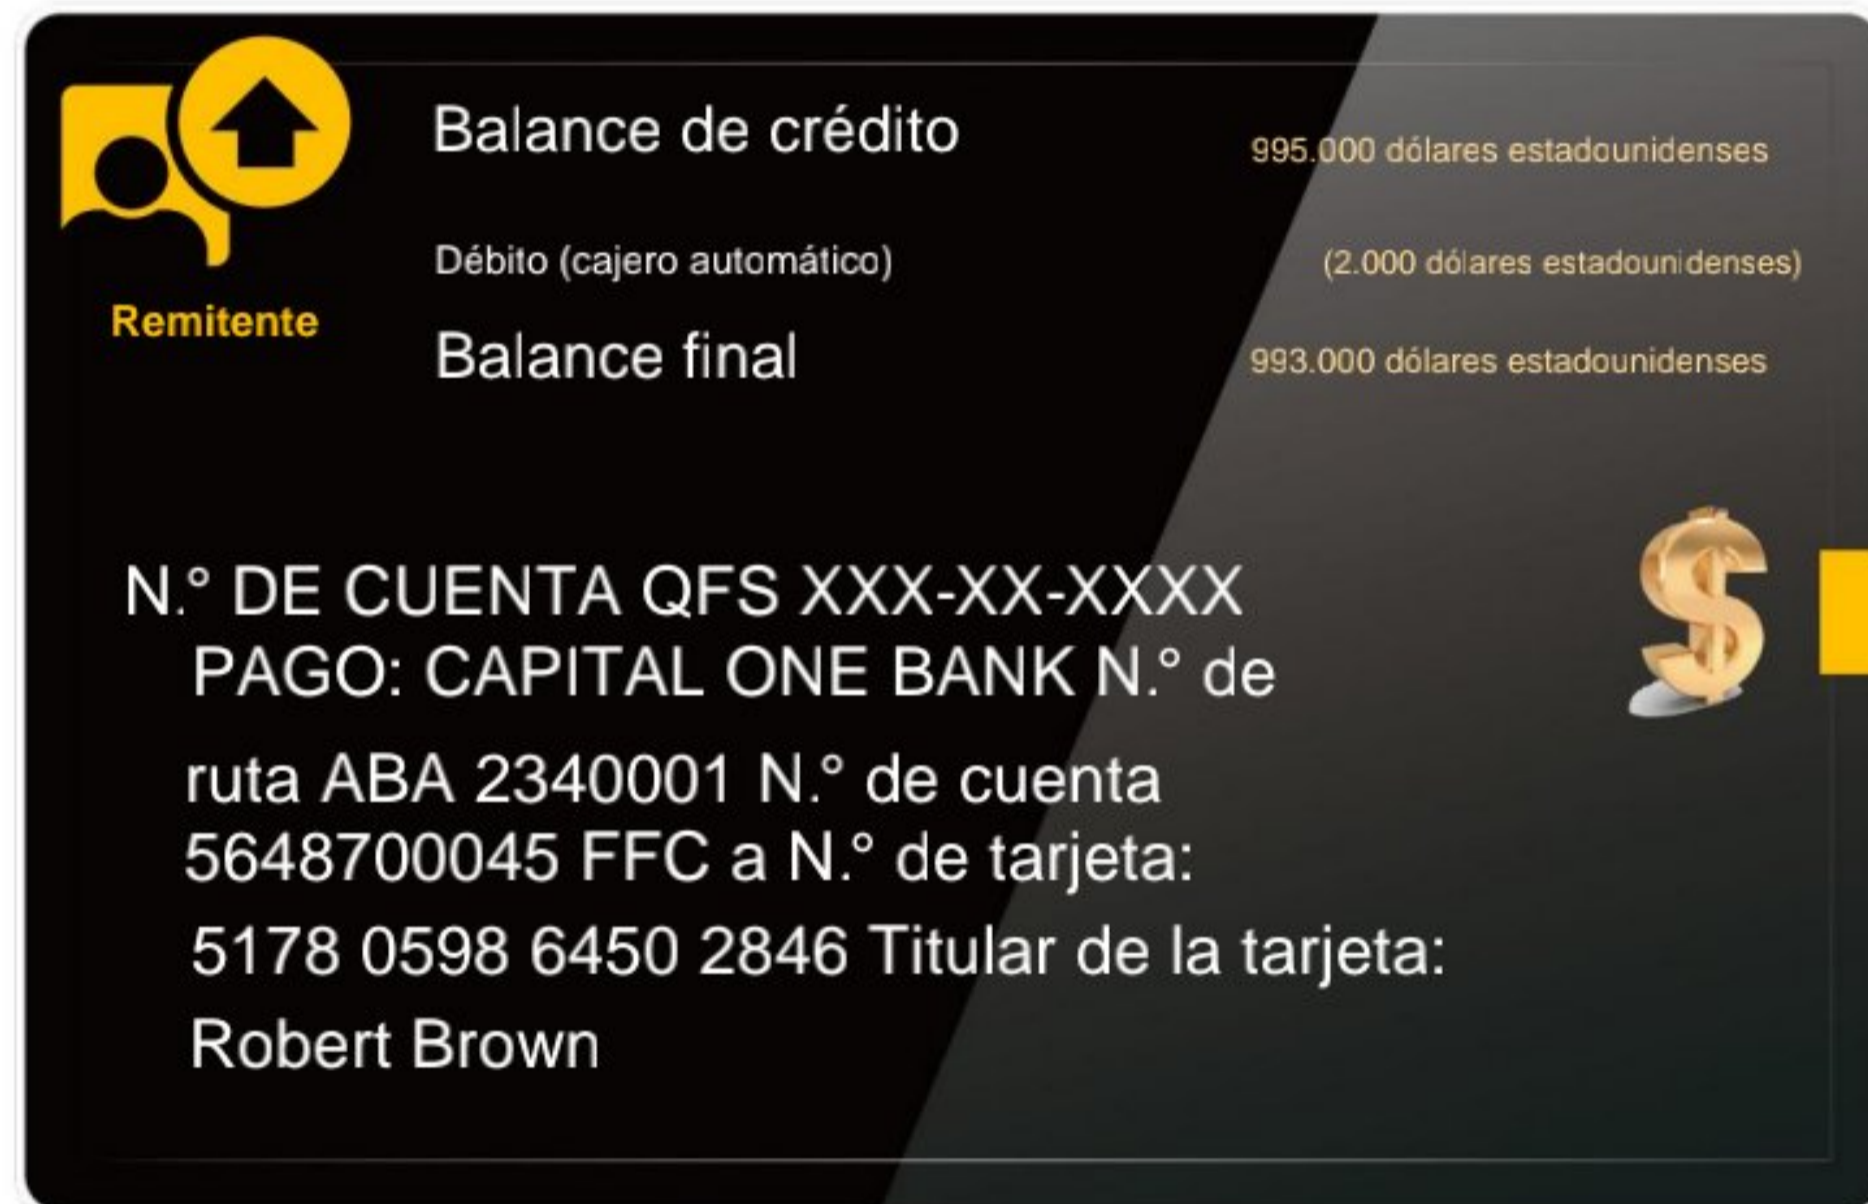 Balance de crédito
995.000 dólares estadounidenses
Débito (cajero automático)
(2.000 dólares estadounidenses)
Remitente
Balance final
993.000 dólares estadounidenses
N.º DE CUENTA QFS XXX-XX-XXXX
PAGO: CAPITAL ONE BANK N.º de
ruta ABA 2340001 N.º de cuenta
5648700045 FFC a N.º de tarjeta:
5178 0598 6450 2846 Titular de la tarjeta:
Robert Brown